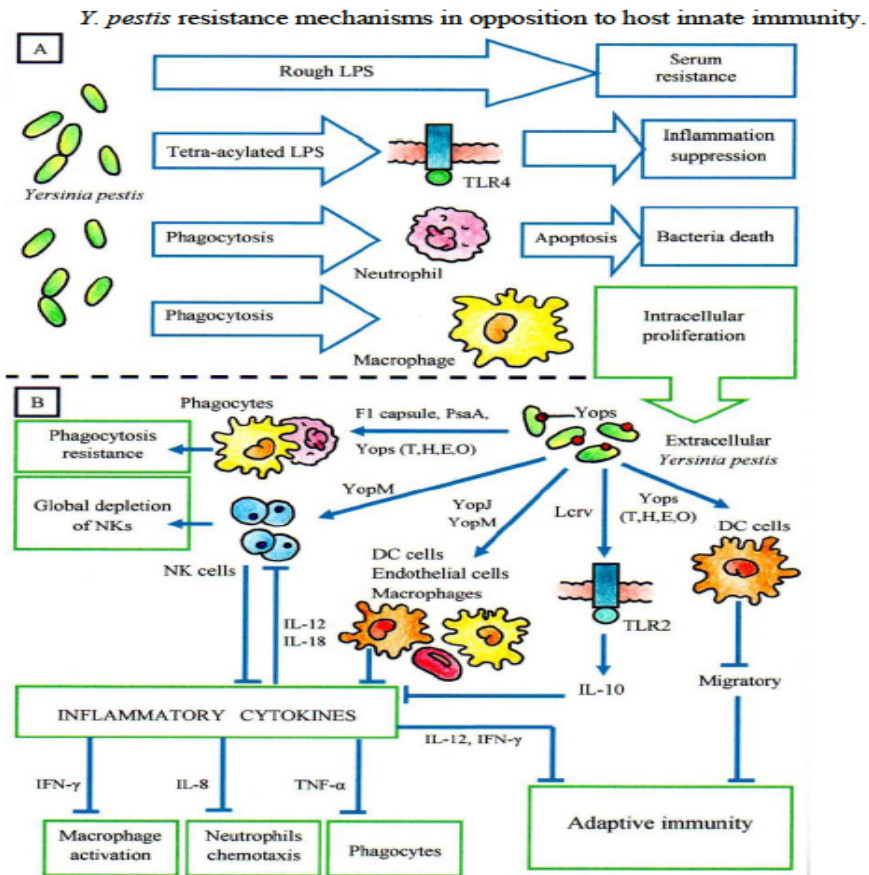 Y. pestis resistance mechanisms in opposition to host innate immunity.
A
Rough LPS
Serum
resistance
Tetra-acylated LPS
TLR4
Inflammation
suppression
Yersinia pestis
Phagocytosis
Neutrophil
Apoptosis
Bacteria death
Phagocytosis
Macrophage
Intracellular
proliferation
B
Phagocytes
F1 capsule, PsaA,
Yops (T,H,E,O)
Yops
Phagocytosis
resistance
Extracellular
Yersinia pestis
Global depletion
of NKs
YopM
YopJ
YopM
Lcrv
Yops
(T,H,E,O)
DC cells
NK cells
DC cells
Endothelial cells
Macrophages
IL-12
IL-18
TLR2
IL-10
Migratory
INFLAMMATORY CYTOKINES
IL-12, IFN-γ
IFN-γ
IL-8
TNF-α
Macrophage
activation
Neutrophils
chemotaxis
Phagocytes
Adaptive immunity